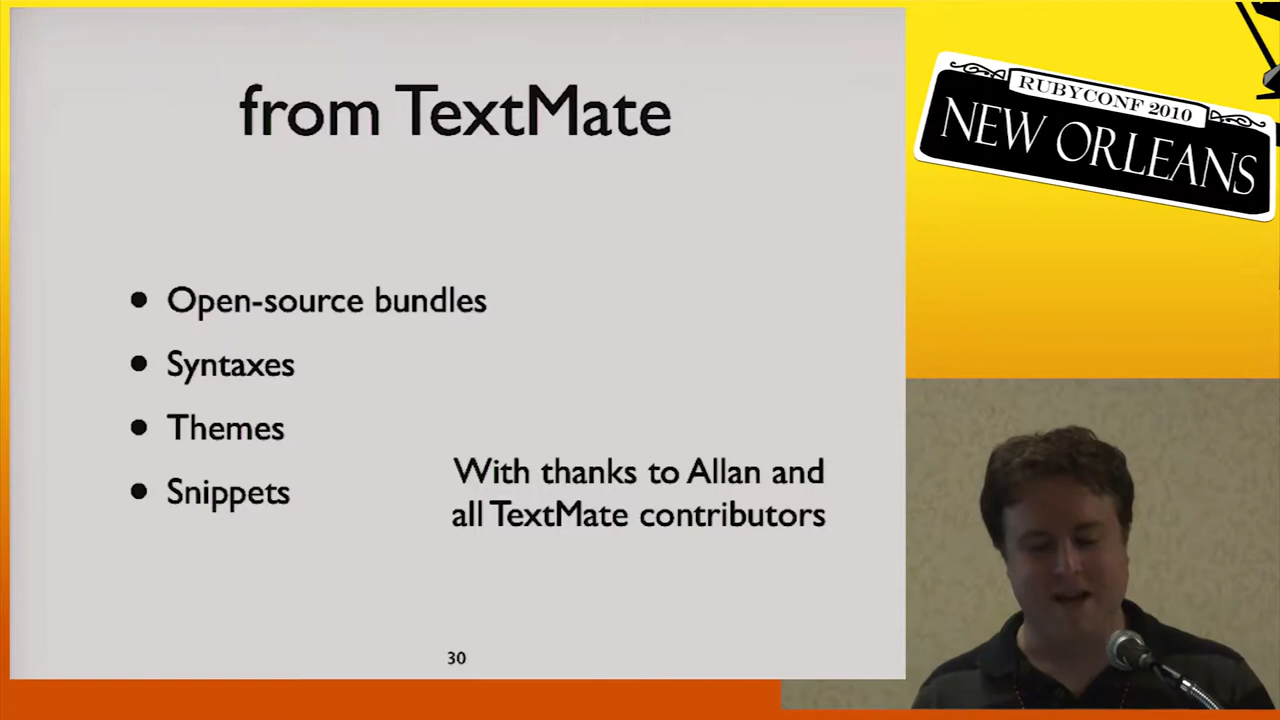 from TextMate
RUBYCONF 2010
NEW ORLEANS
• Open-source bundles
• Syntaxes
• Themes
• Snippets
With thanks to Allan and
all TextMate contributors
30